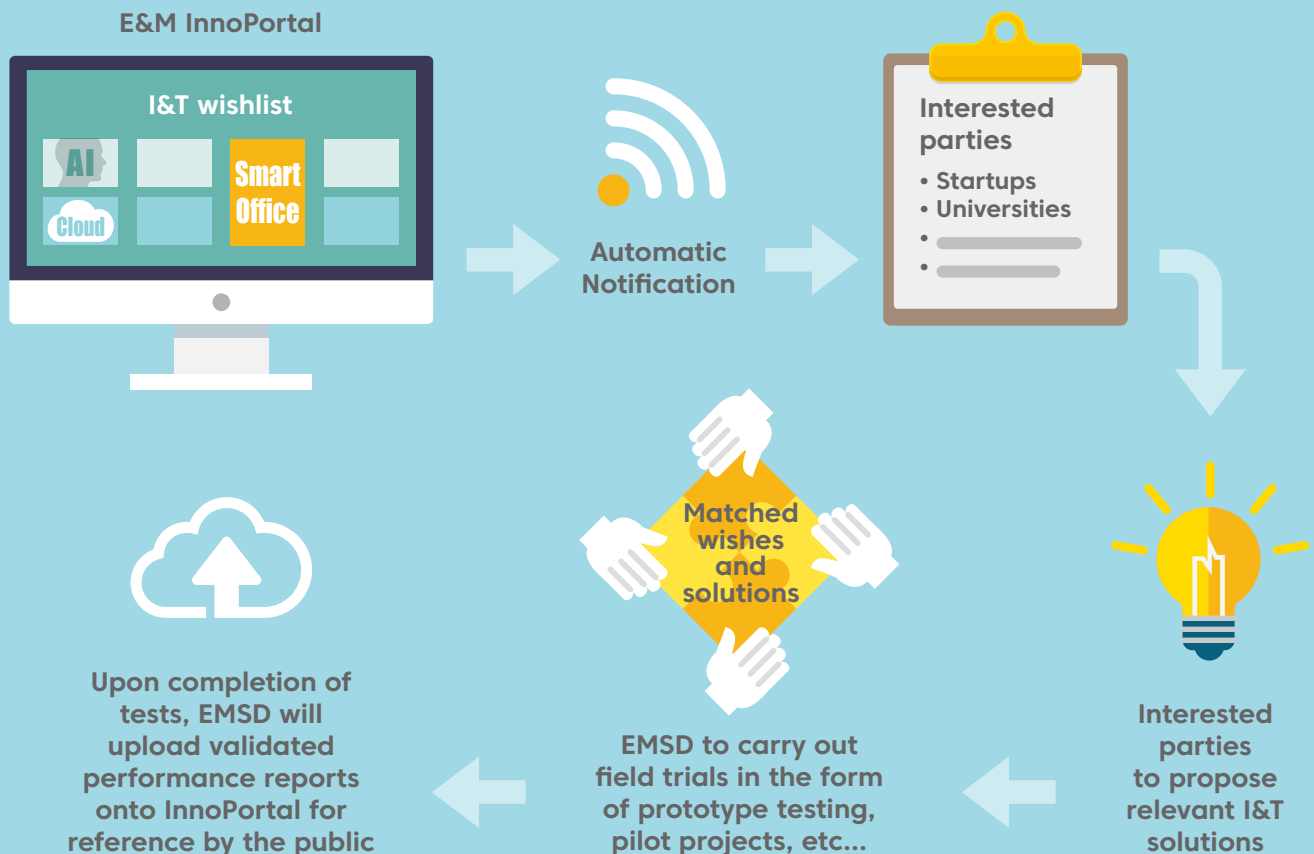 E&M InnoPortal
I&T wishlist
AI
Smart
Office
Cloud
Automatic
Notification
Interested
parties
• Startups
• Universities
•
•
Interested
parties
to propose
relevant I&T
solutions
Matched
wishes
and
solutions
EMSD to carry out
field trials in the form
of prototype testing,
pilot projects, etc...
Upon completion of
tests, EMSD will
upload validated
performance reports
onto InnoPortal for
reference by the public